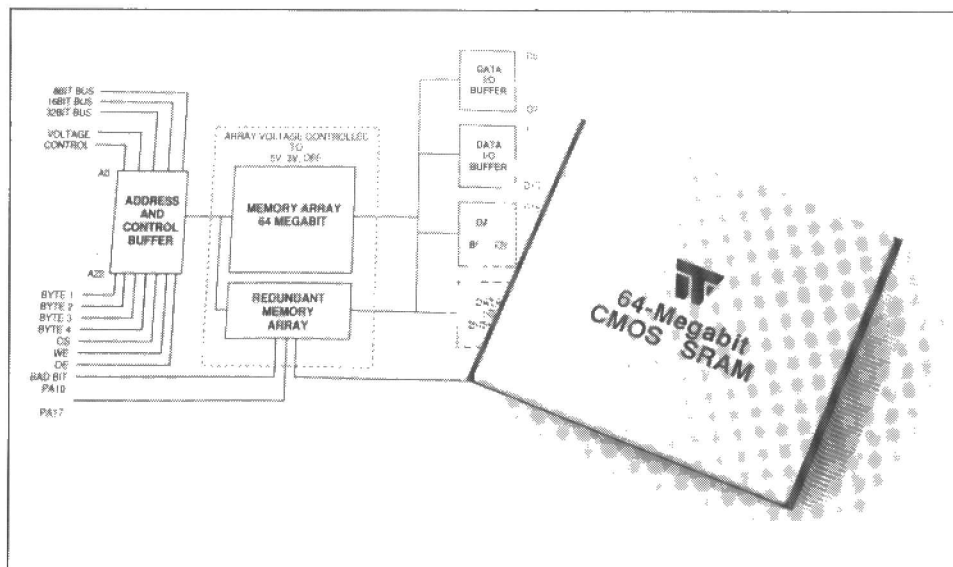 8BIT BUS
16BIT BUS
32BIT BUS
VOLTAGE
CONTROL
A0
ADDRESS
AND
CONTROL
BUFFER
A22
BYTE 1
BYTE 2
BYTE 3
BYTE 4
CS
WE
OE
BAD BIT
PA10
PA17
ARRAY VOLTAGE CONTROLLED
TO
5V, 3V, OFF
MEMORY ARRAY
64 MEGABIT
REDUNDANT
MEMORY
ARRAY
DATA
I/O
BUFFER
DATA
I/O
BUFFER
64-Megabit
CMOS SRAM